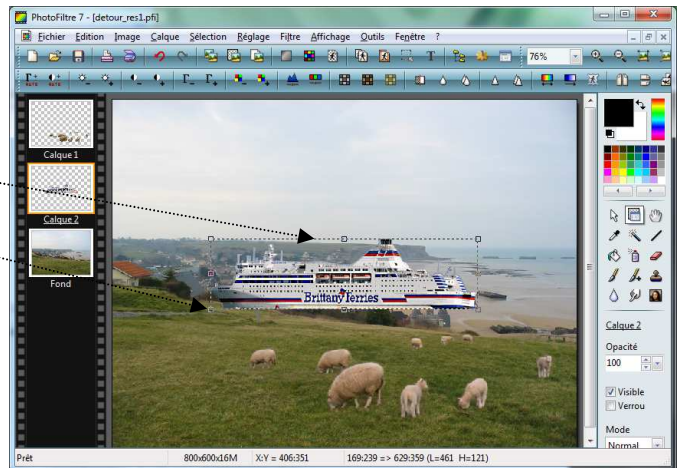 PhotoFiltre 7 - [detour_res1.pfi]
Fichier Edition Image Calque Sélection Réglage Filtre Affichage Outils Fenêtre ?
T 76%
AUTO AUTO
Calque 1
Calque 2
Fond
Brittany ferries
Calque 2
Opacité
100
Visible
Verrou
Mode
Normal
Prêt 800x600x16M X:Y = 406:351 169:239 => 629:359 (L=461 H=121)